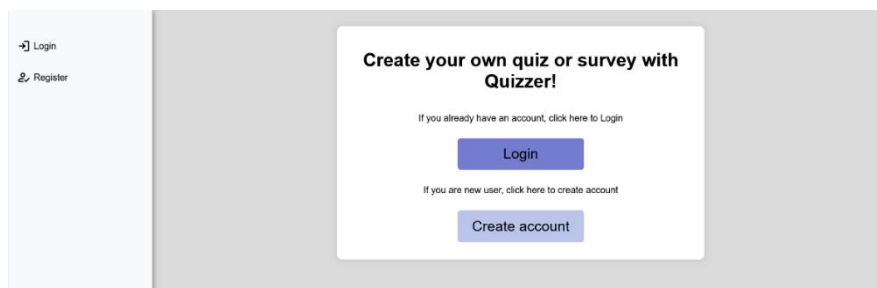 Login
Register
Create your own quiz or survey with
Quizzer!
If you already have an account, click here to Login
Login
If you are new user, click here to create account
Create account